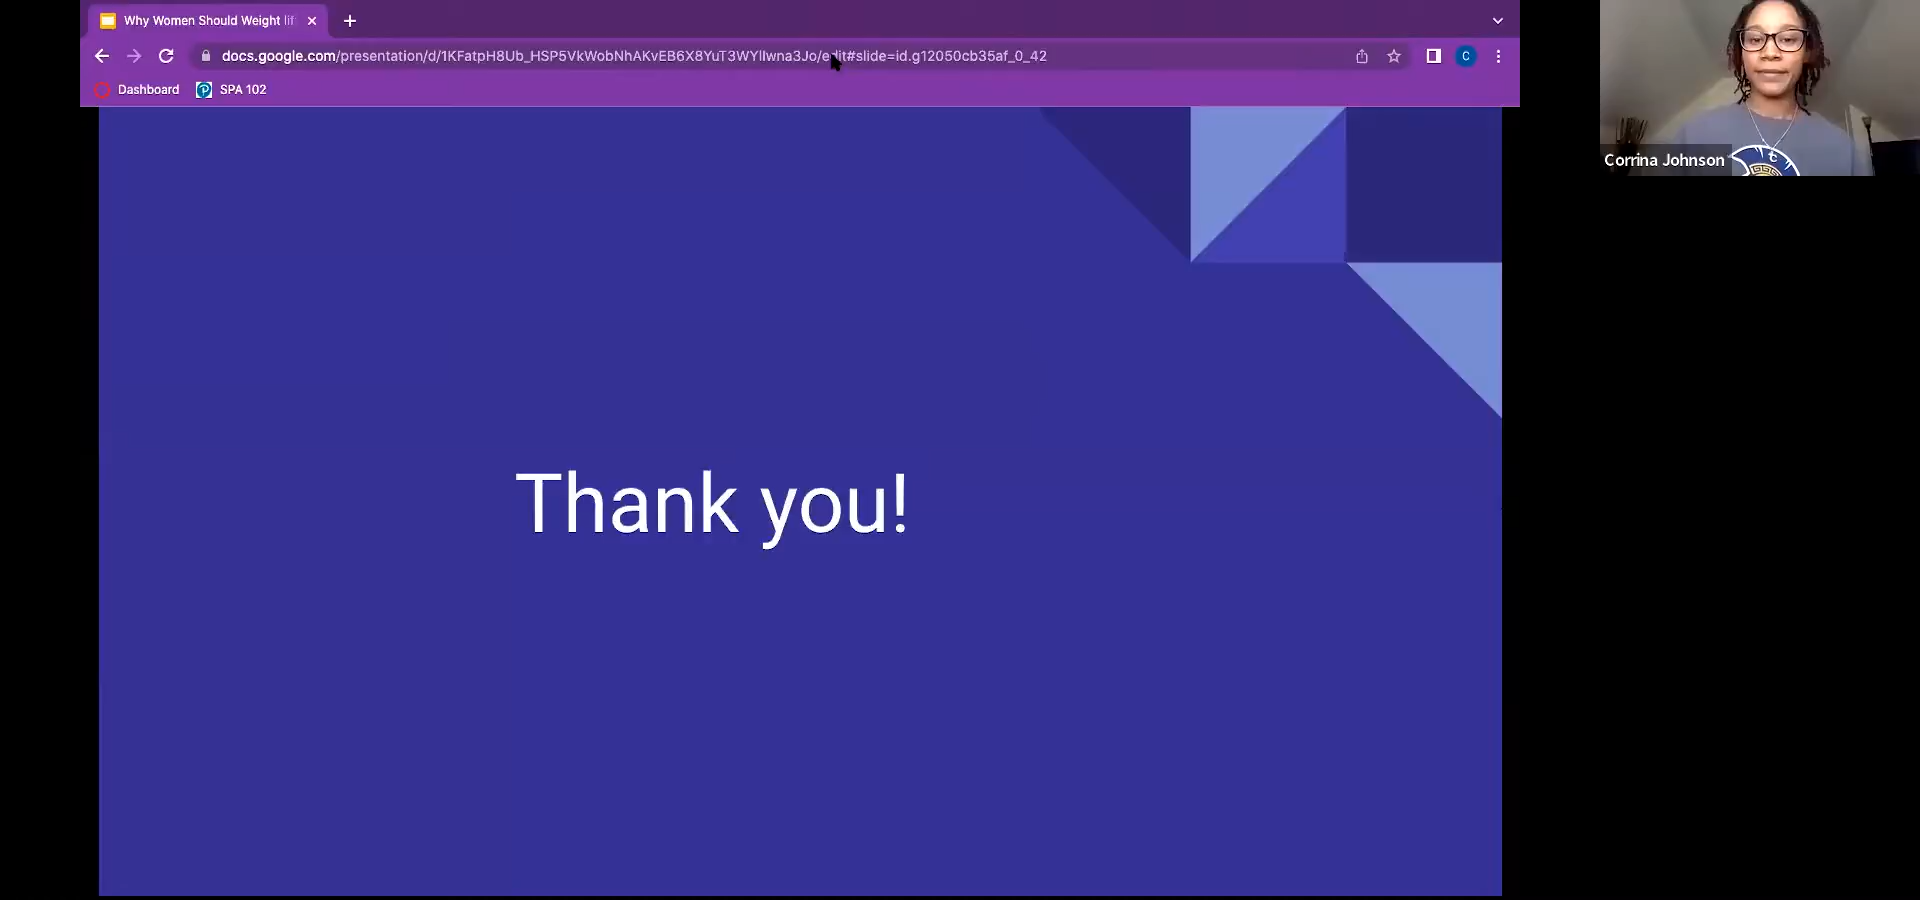 Why Women Should Weight lif
docs.google.com/presentation/d/1KFatpH8Ub_HSP5VkWobNhAKvEB6X8YuT3WYllwna3Jo/edit#slide=id.g12050cb35af_0_42
C
Dashboard
SPA 102
Corrina Johnson
Thank you!